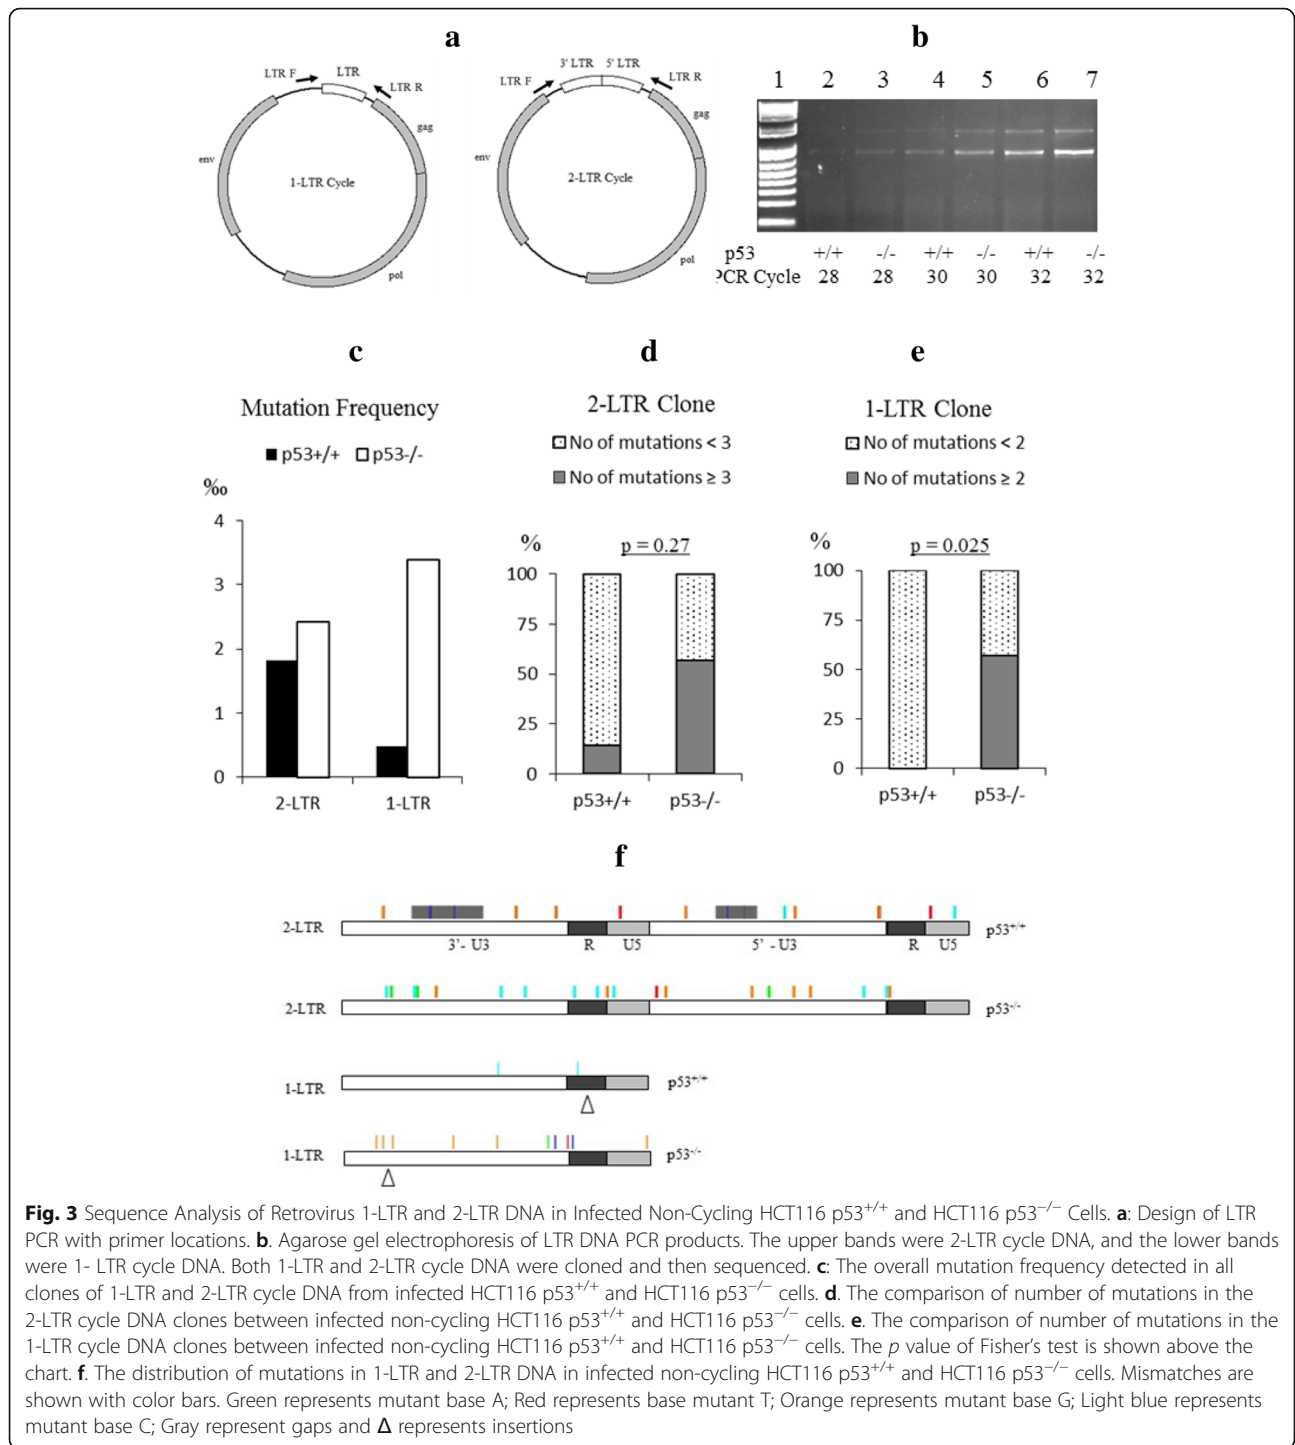 a
LTR F
LTR
LTR R
gag
env
1-LTR Cycle
pol
LTR F
3' LTR
5' LTR
LTR R
gag
env
2-LTR Cycle
pol
b
1 2 3 4 5 6 7
p53 +/+ -/- +/+ -/- +/+ -/-
PCR Cycle 28 28 30 30 32 32
c
Mutation Frequency
p53+/+ p53-/-
‰
4
3
2
1
0
2-LTR 1-LTR
d
2-LTR Clone
No of mutations < 3
No of mutations ≥ 3
%
p = 0.27
100
75
50
25
0
p53+/+ p53-/-
e
1-LTR Clone
No of mutations < 2
No of mutations ≥ 2
%
p = 0.025
100
75
50
25
0
p53+/+ p53-/-
f
2-LTR p53+/+
3'- U3 R U5 5' - U3 R U5
2-LTR p53-/-
1-LTR p53+/+
Δ
1-LTR p53-/-
Δ
Fig. 3 Sequence Analysis of Retrovirus 1-LTR and 2-LTR DNA in Infected Non-Cycling HCT116 p53+/+ and HCT116 p53−/− Cells. a: Design of LTR
PCR with primer locations. b. Agarose gel electrophoresis of LTR DNA PCR products. The upper bands were 2-LTR cycle DNA, and the lower bands
were 1- LTR cycle DNA. Both 1-LTR and 2-LTR cycle DNA were cloned and then sequenced. c: The overall mutation frequency detected in all
clones of 1-LTR and 2-LTR cycle DNA from infected HCT116 p53+/+ and HCT116 p53−/− cells. d. The comparison of number of mutations in the
2-LTR cycle DNA clones between infected non-cycling HCT116 p53+/+ and HCT116 p53−/− cells. e. The comparison of number of mutations in the
1-LTR cycle DNA clones between infected non-cycling HCT116 p53+/+ and HCT116 p53−/− cells. The p value of Fisher's test is shown above the
chart. f. The distribution of mutations in 1-LTR and 2-LTR DNA in infected non-cycling HCT116 p53+/+ and HCT116 p53−/− cells. Mismatches are
shown with color bars. Green represents mutant base A; Red represents base mutant T; Orange represents mutant base G; Light blue represents
mutant base C; Gray represent gaps and Δ represents insertions